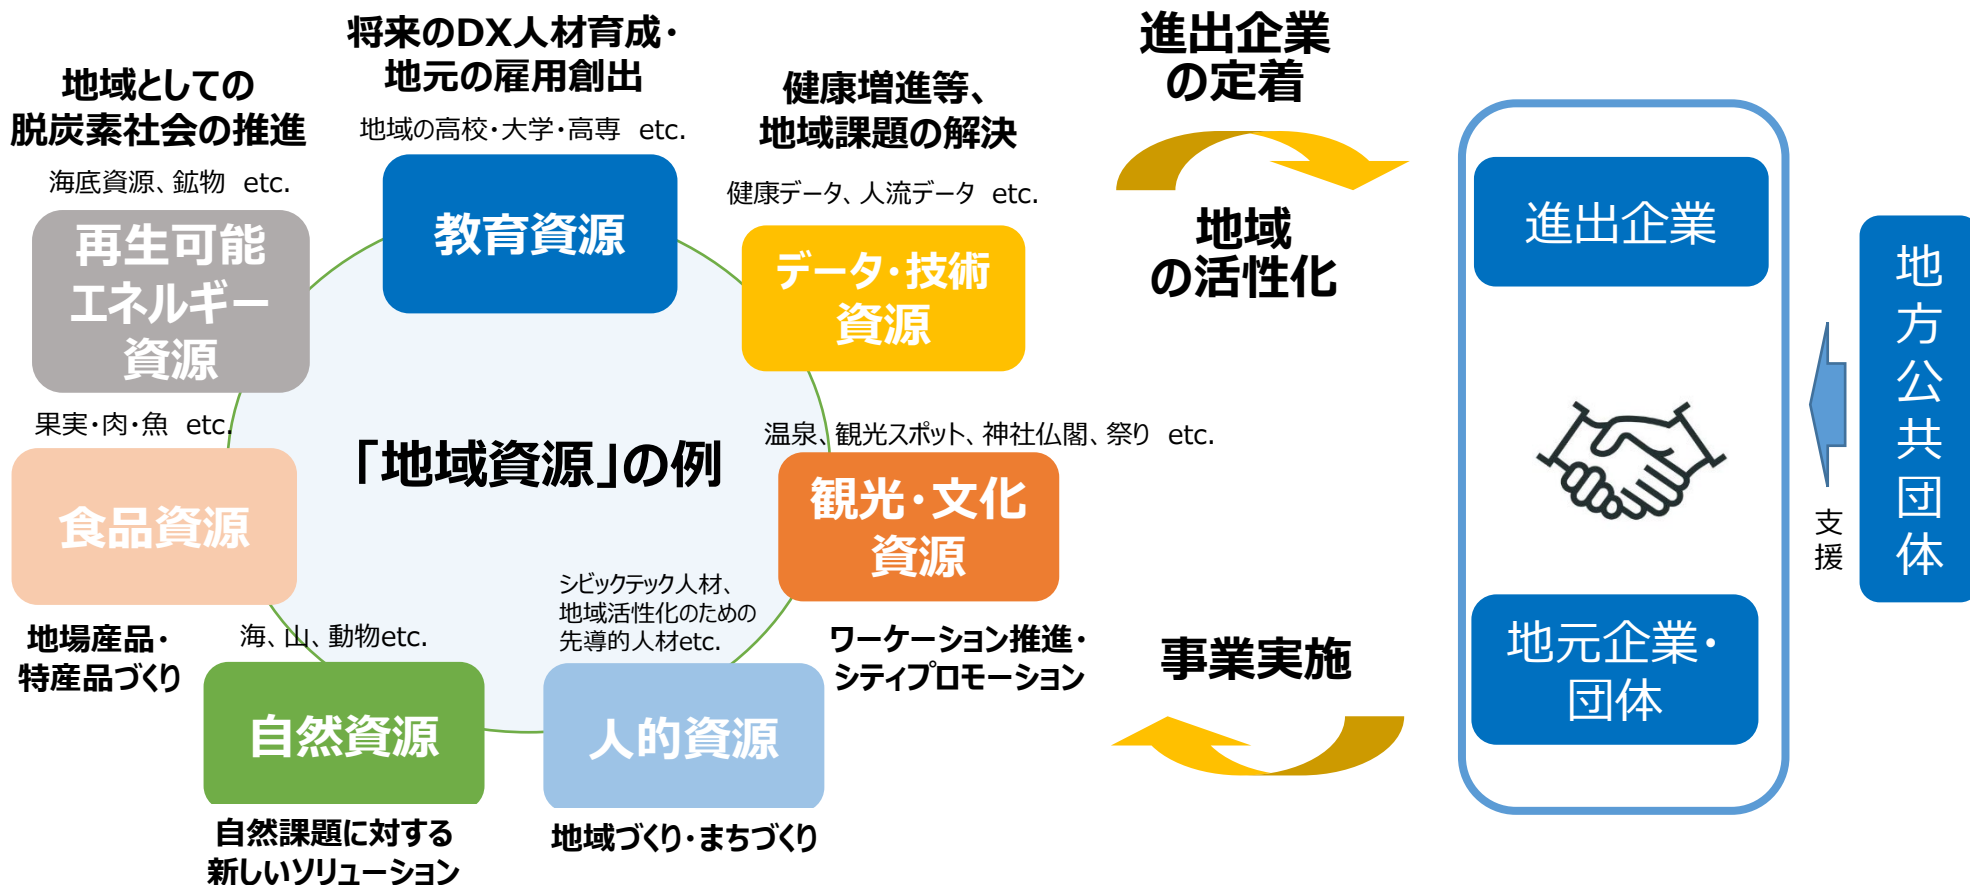 将来のDX人材育成・
地元の雇用創出
地域の高校・大学・高専 etc.
教育資源
地域としての
脱炭素社会の推進
海底資源、鉱物 etc.
再生可能
エネルギー
資源
健康増進等、
地域課題の解決
健康データ、人流データ etc.
データ・技術
資源
果実・肉・魚 etc.
食品資源
地場産品・
特産品づくり
「地域資源」の例
温泉、観光スポット、神社仏閣、祭り etc.
観光・文化
資源
ワーケーション推進・
シティプロモーション
海、山、動物etc.
自然資源
自然課題に対する
新しいソリューション
シビックテック人材、
地域活性化のための
先導的人材etc.
人的資源
地域づくり・まちづくり
進出企業
の定着
地域
の活性化
事業実施
進出企業
地元企業・
団体
支援
地方公共団体